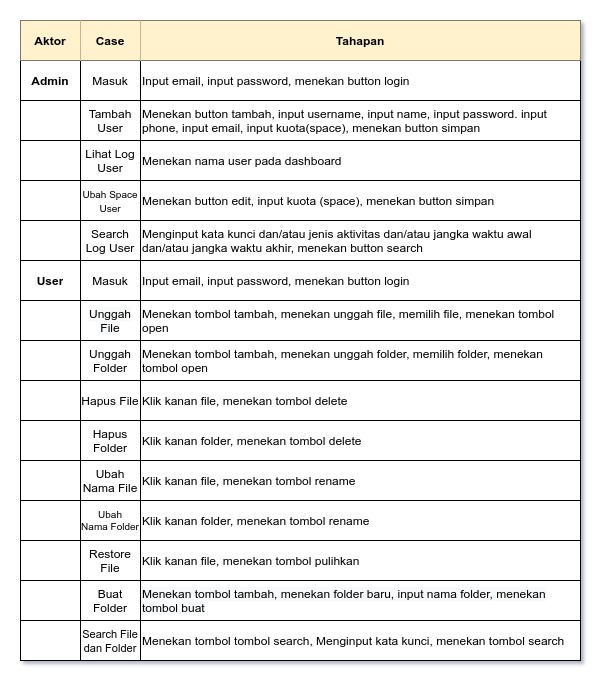 Aktor Case Tahapan
Admin Masuk Input email, input password, menekan button login
Tambah Menekan button tambah, input username, input name, input password. input
User phone, input email, input kuota(space), menekan button simpan
Lihat Log
User Menekan nama user pada dashboard
Ubah Space
User Menekan button edit, input kuota (space), menekan button simpan
Search Menginput kata kunci dan/atau jenis aktivitas dan/atau jangka waktu awal
Log User dan/atau jangka waktu akhir, menekan button search
User Masuk Input email, input password, menekan button login
Unggah Menekan tombol tambah, menekan unggah file, memilih file, menekan tombol
File open
Unggah Menekan tombol tambah, menekan unggah folder, memilih folder, menekan
Folder tombol open
Hapus File Klik kanan file, menekan tombol delete
Hapus
Folder Klik kanan folder, menekan tombol delete
Ubah
Nama File Klik kanan file, menekan tombol rename
Ubah
Nama Folder Klik kanan folder, menekan tombol rename
Restore
File Klik kanan file, menekan tombol pulihkan
Buat Menekan tombol tambah, menekan folder baru, input nama folder, menekan
Folder tombol buat
Search File
dan Folder Menekan tombol tombol search, Menginput kata kunci, menekan tombol search